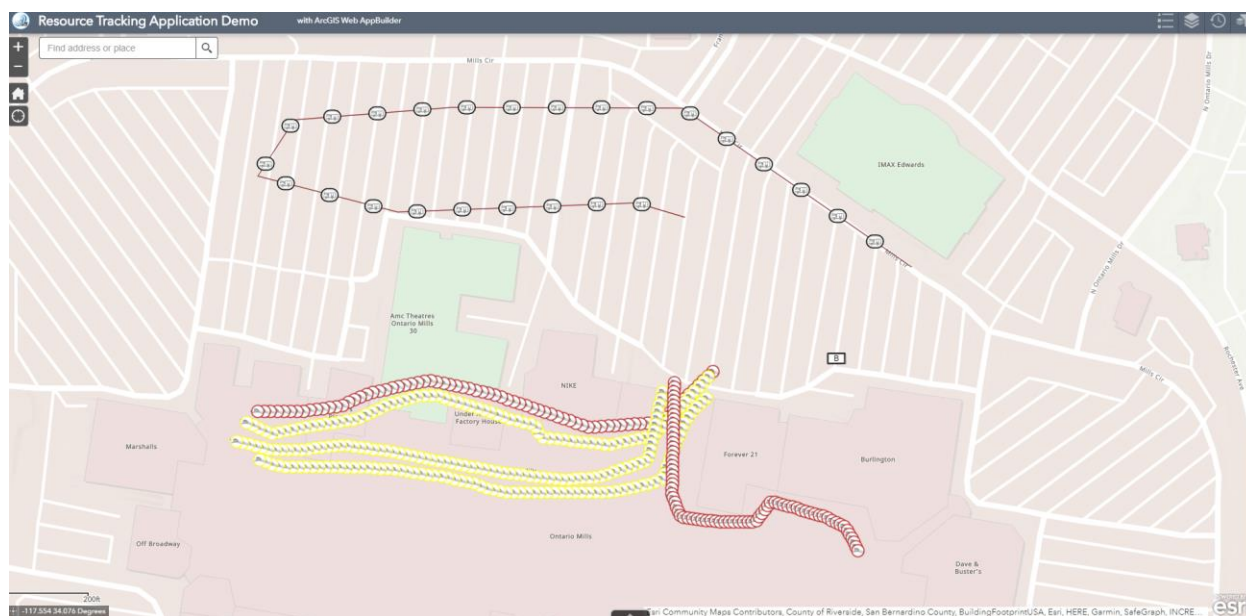 Resource Tracking Application Demo
with ArcGIS Web AppBuilder
+
Find address or place
−
Mills Cir
N Ontario Mills Dr
IMAX Edwards
Mills Cir
N Ontario Mills Dr
Amc Theatres
Ontario Mills
30
Rochester Ave
B
Mills Cir
NIKE
Factory House
Marshalls
Forever 21
Burlington
Off Broadway
Ontario Mills
Dave &
Buster's
200ft
-117.554 34.076 Degrees
Esri Community Maps Contributors, County of Riverside, San Bernardino County, BuildingFootprintUSA, Esri, HERE, Garmin, SafeGraph, INCRE...
esri